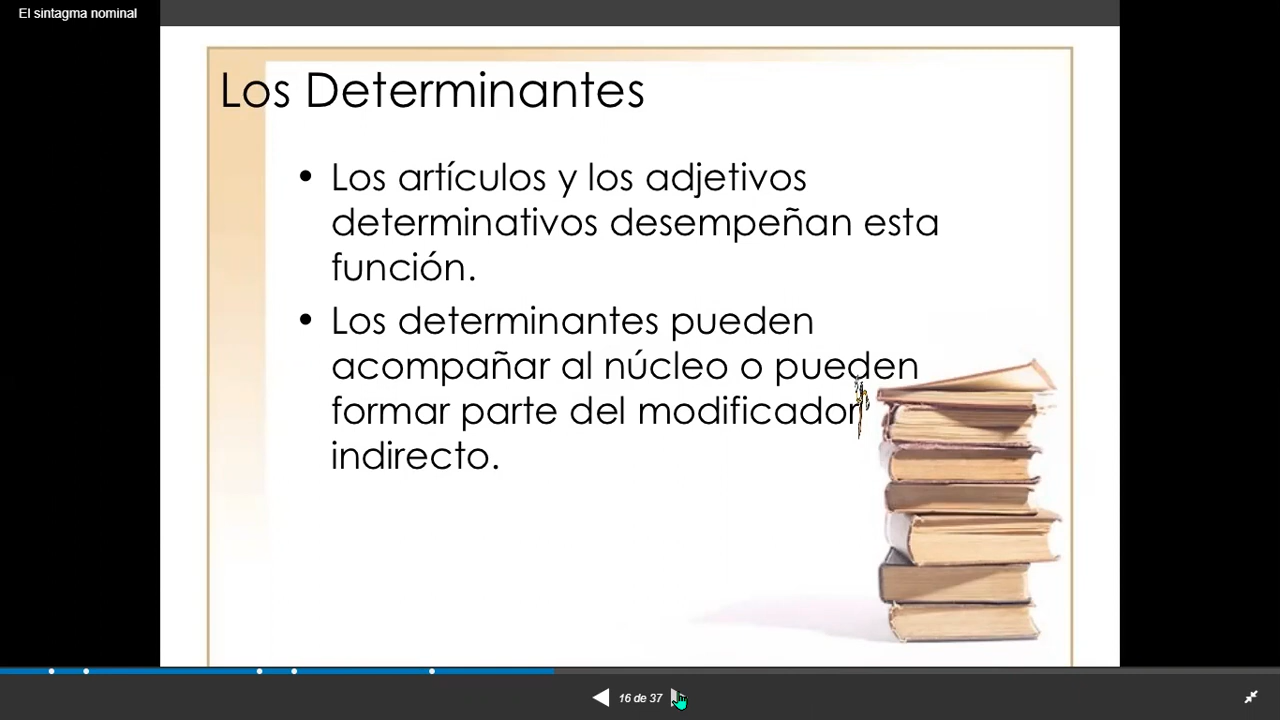 El sintagma nominal
Los Determinantes
• Los artículos y los adjetivos
determinativos desempeñan esta
función.
• Los determinantes pueden
acompañar al núcleo o pueden
formar parte del modificador
indirecto.
16 de 37